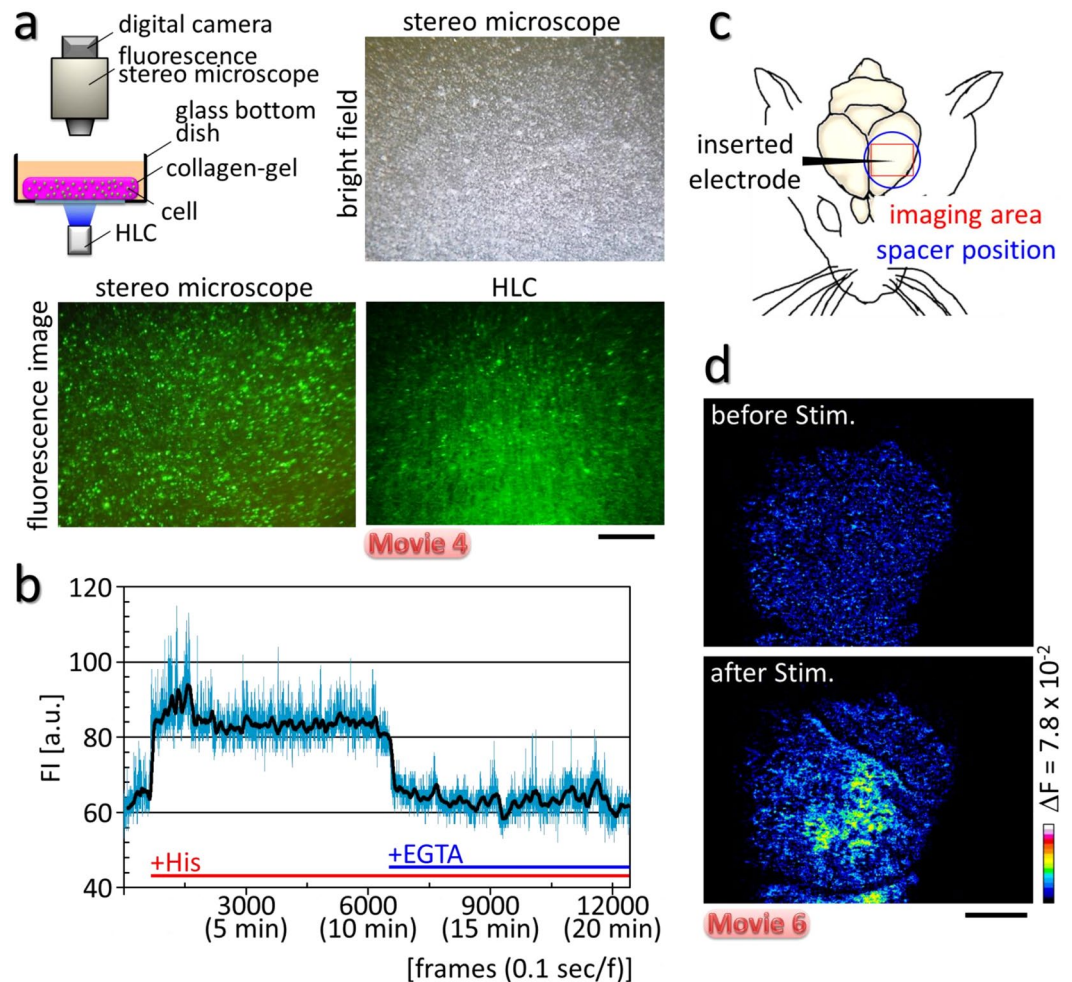 a
digital camera
fluorescence
stereo microscope
glass bottom
dish
collagen-gel
cell
HLC
stereo microscope
bright field
stereo microscope
HLC
fluorescence image
Movie 4
b
120
100
80
60
40
FI [a.u.]
+His
+EGTA
3000 6000 9000 12000
(5 min) (10 min) (15 min) (20 min)
[frames (0.1 sec/f)]
c
inserted
electrode
imaging area
spacer position
d
before Stim.
after Stim.
ΔF = 7.8 x 10-2
Movie 6